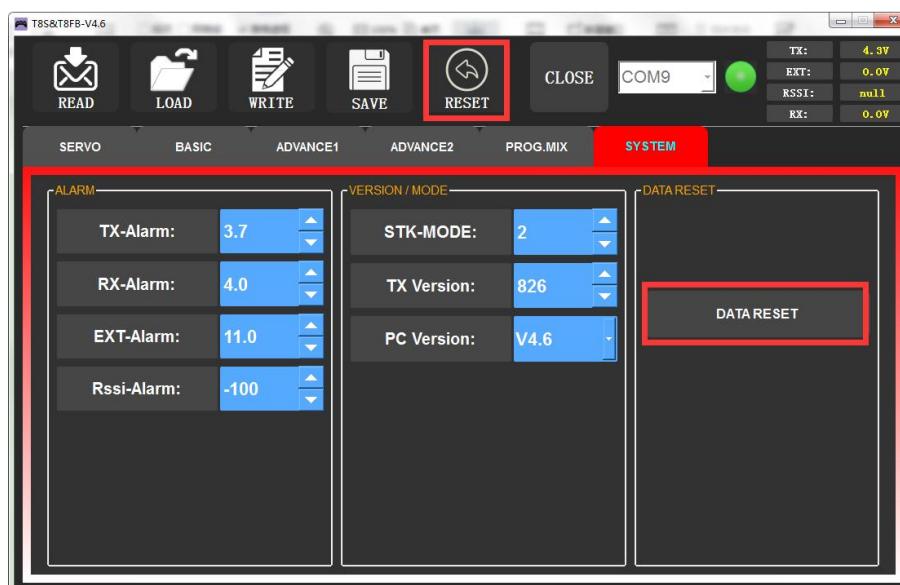 T8S&T8FB-V4.6
READ LOAD WRITE SAVE RESET CLOSE COM9
TX: 4.3V
EXT: 0.0V
RSSI: null
RX: 0.0V
SERVO BASIC ADVANCE1 ADVANCE2 PROG.MIX SYSTEM
ALARM
TX-Alarm: 3.7
RX-Alarm: 4.0
EXT-Alarm: 11.0
Rssi-Alarm: -100
VERSION / MODE
STK-MODE: 2
TX Version: 826
PC Version: V4.6
DATA RESET
DATA RESET